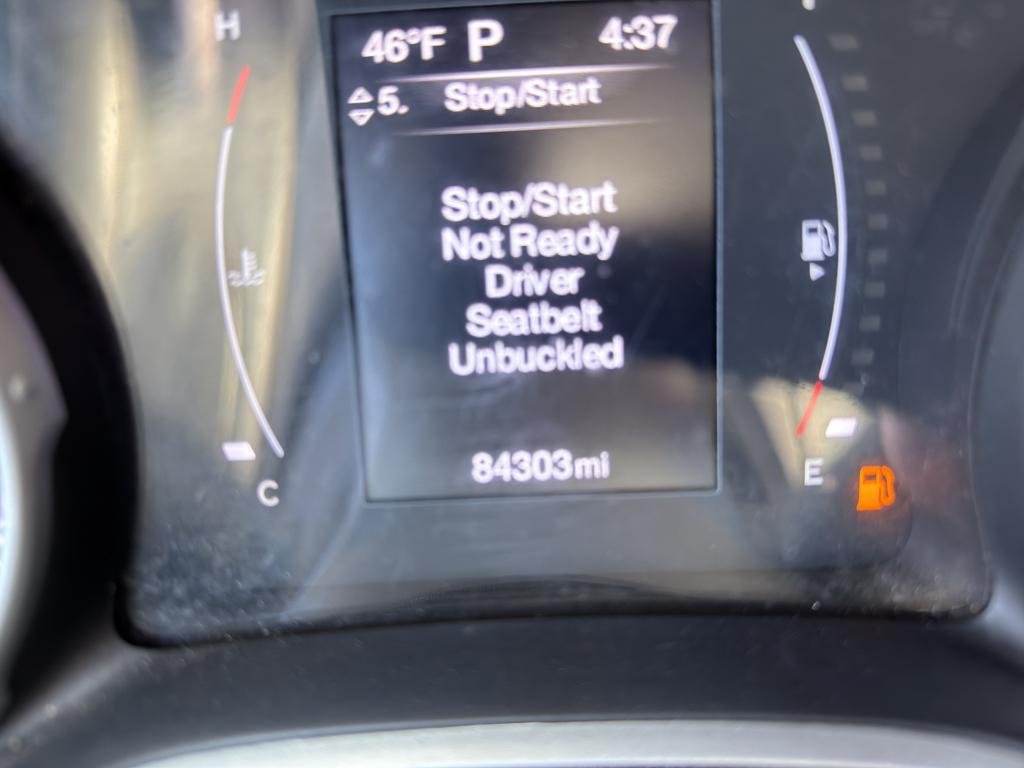 H
46°F P 4:37
5. Stop/Start
Stop/Start
Not Ready
Driver
Seatbelt
Unbuckled
84303mi
C
E